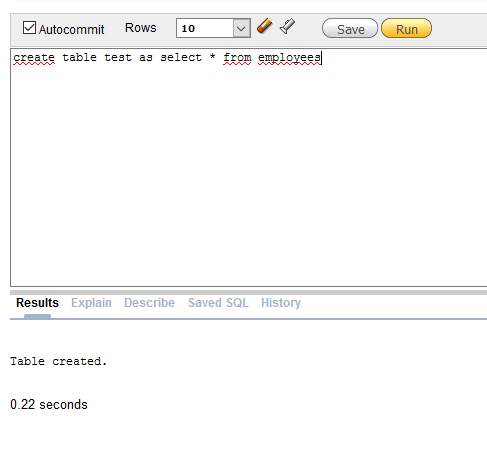 Autocommit Rows 10 Save Run
create table test as select * from employees
Results Explain Describe Saved SQL History
Table created.
0.22 seconds